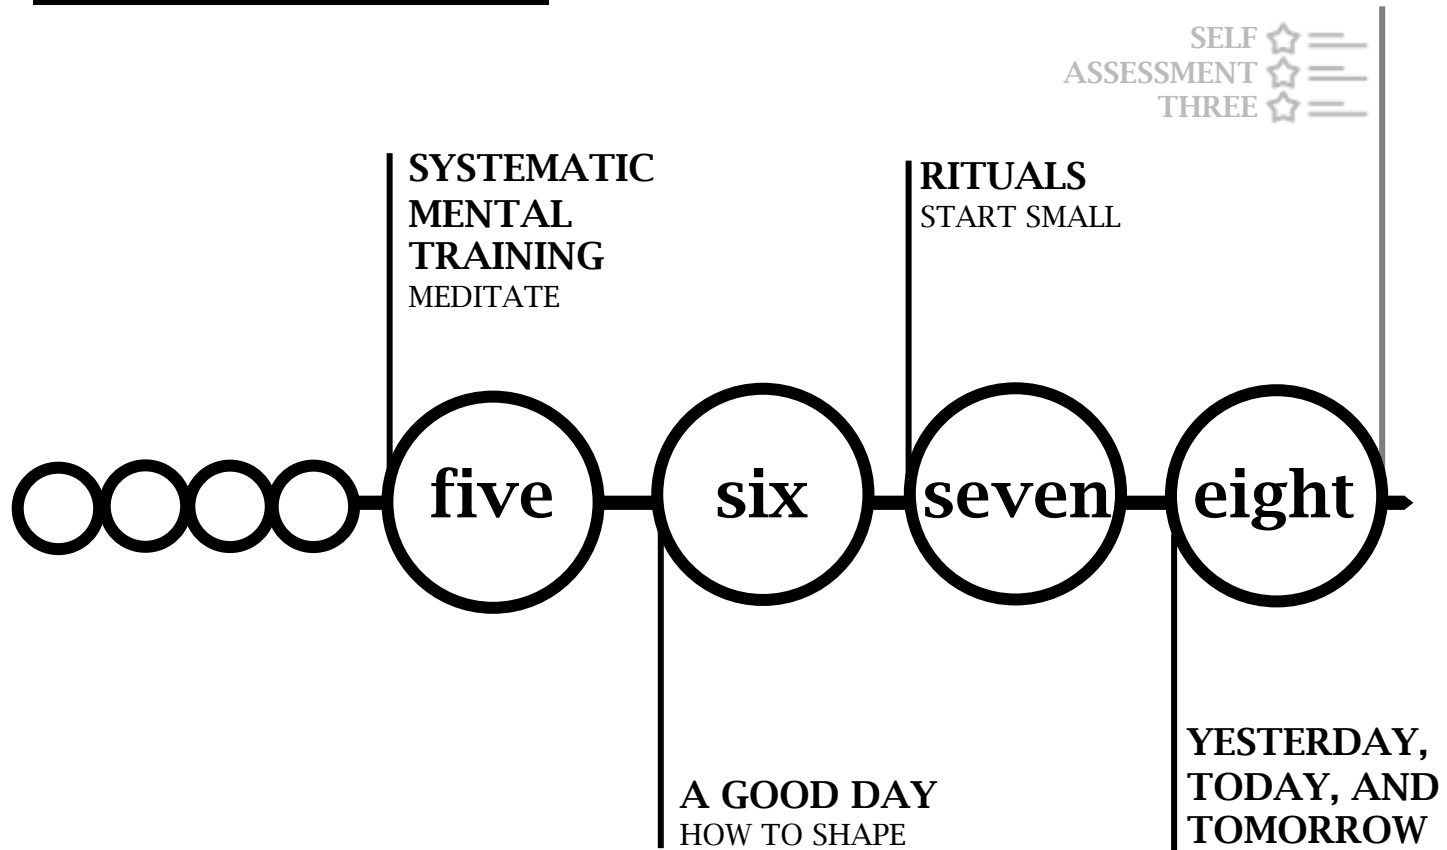 SELF
ASSESSMENT
THREE
SYSTEMATIC
MENTAL
TRAINING
MEDITATE
RITUALS
START SMALL
five
six
seven
eight
A GOOD DAY
HOW TO SHAPE
YESTERDAY,
TODAY, AND
TOMORROW